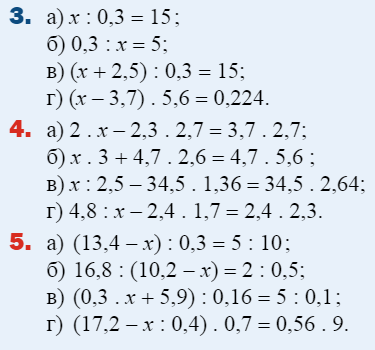 3. а) x : 0,3 = 15;
б) 0,3 : x = 5;
в) (x + 2,5) : 0,3 = 15;
г) (x – 3,7) . 5,6 = 0,224.
4. а) 2 . x – 2,3 . 2,7 = 3,7 . 2,7;
б) x . 3 + 4,7 . 2,6 = 4,7 . 5,6 ;
в) x : 2,5 – 34,5 . 1,36 = 34,5 . 2,64;
г) 4,8 : x – 2,4 . 1,7 = 2,4 . 2,3.
5. а) (13,4 – x) : 0,3 = 5 : 10;
б) 16,8 : (10,2 – x) = 2 : 0,5;
в) (0,3 . x + 5,9) : 0,16 = 5 : 0,1;
г) (17,2 – x : 0,4) . 0,7 = 0,56 . 9.